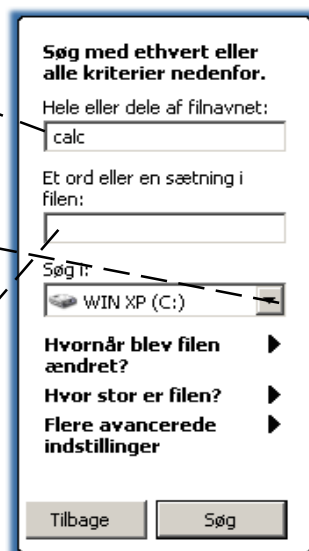 Søg med ethvert eller
alle kriterier nedenfor.
Hele eller dele af filnavnet:
calc
Et ord eller en sætning i
filen:
Søg i:
WIN XP (C:)
Hvornår blev filen
ændret?
Hvor stor er filen?
Flere avancerede
indstillinger
Tilbage
Søg